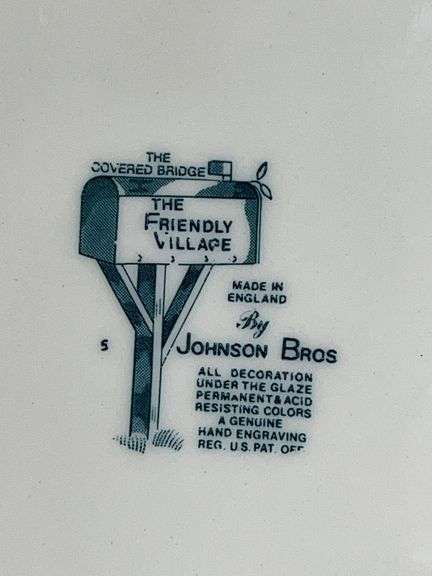 THE
COVERED BRIDGE
THE
FRIENDLY
VILLAGE
MADE IN
ENGLAND
By
JOHNSON BROS
S
ALL DECORATION
UNDER THE GLAZE
PERMANENT & ACID
RESISTING COLORS
A GENUINE
HAND ENGRAVING
REG. U.S. PAT. OFF.